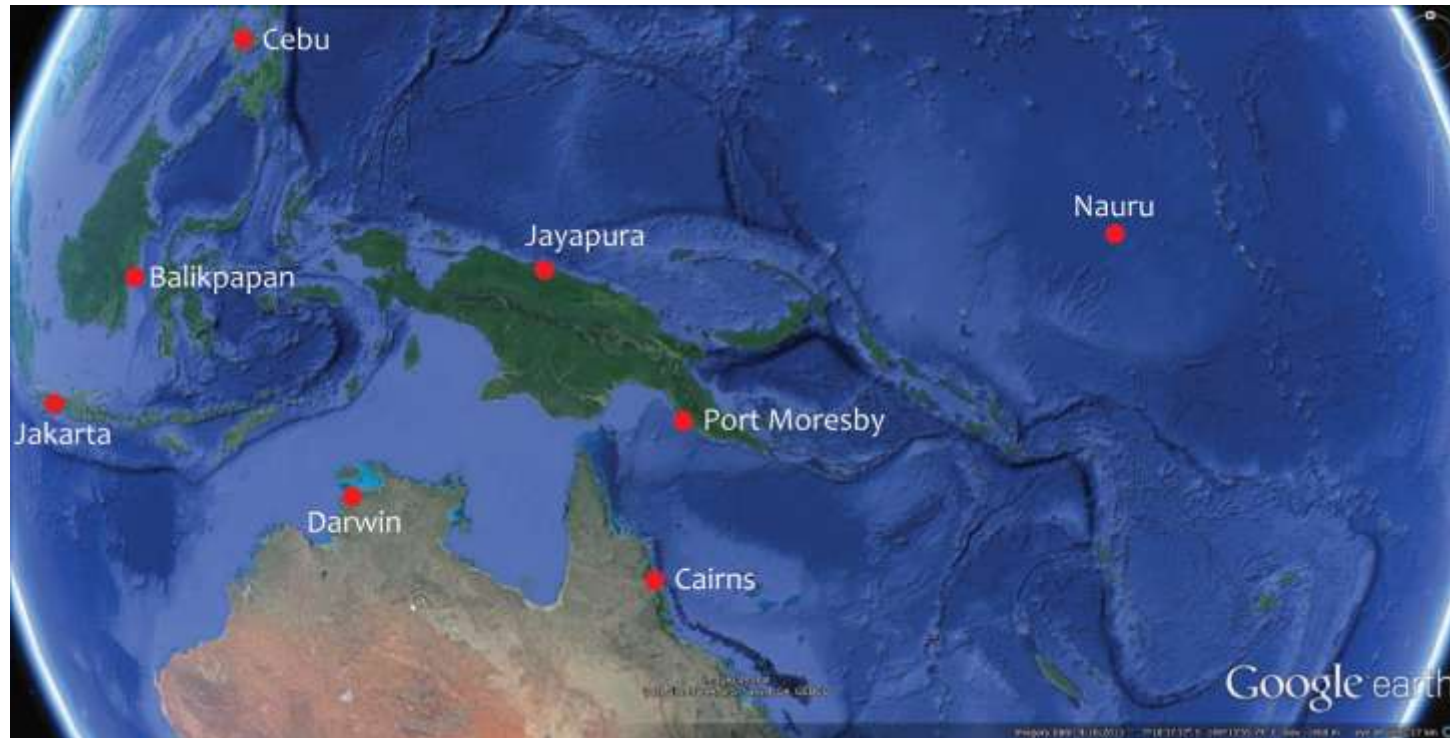 Cebu
Nauru
Jayapura
Balikpapan
Port Moresby
Jakarta
Darwin
Cairns
Google earth